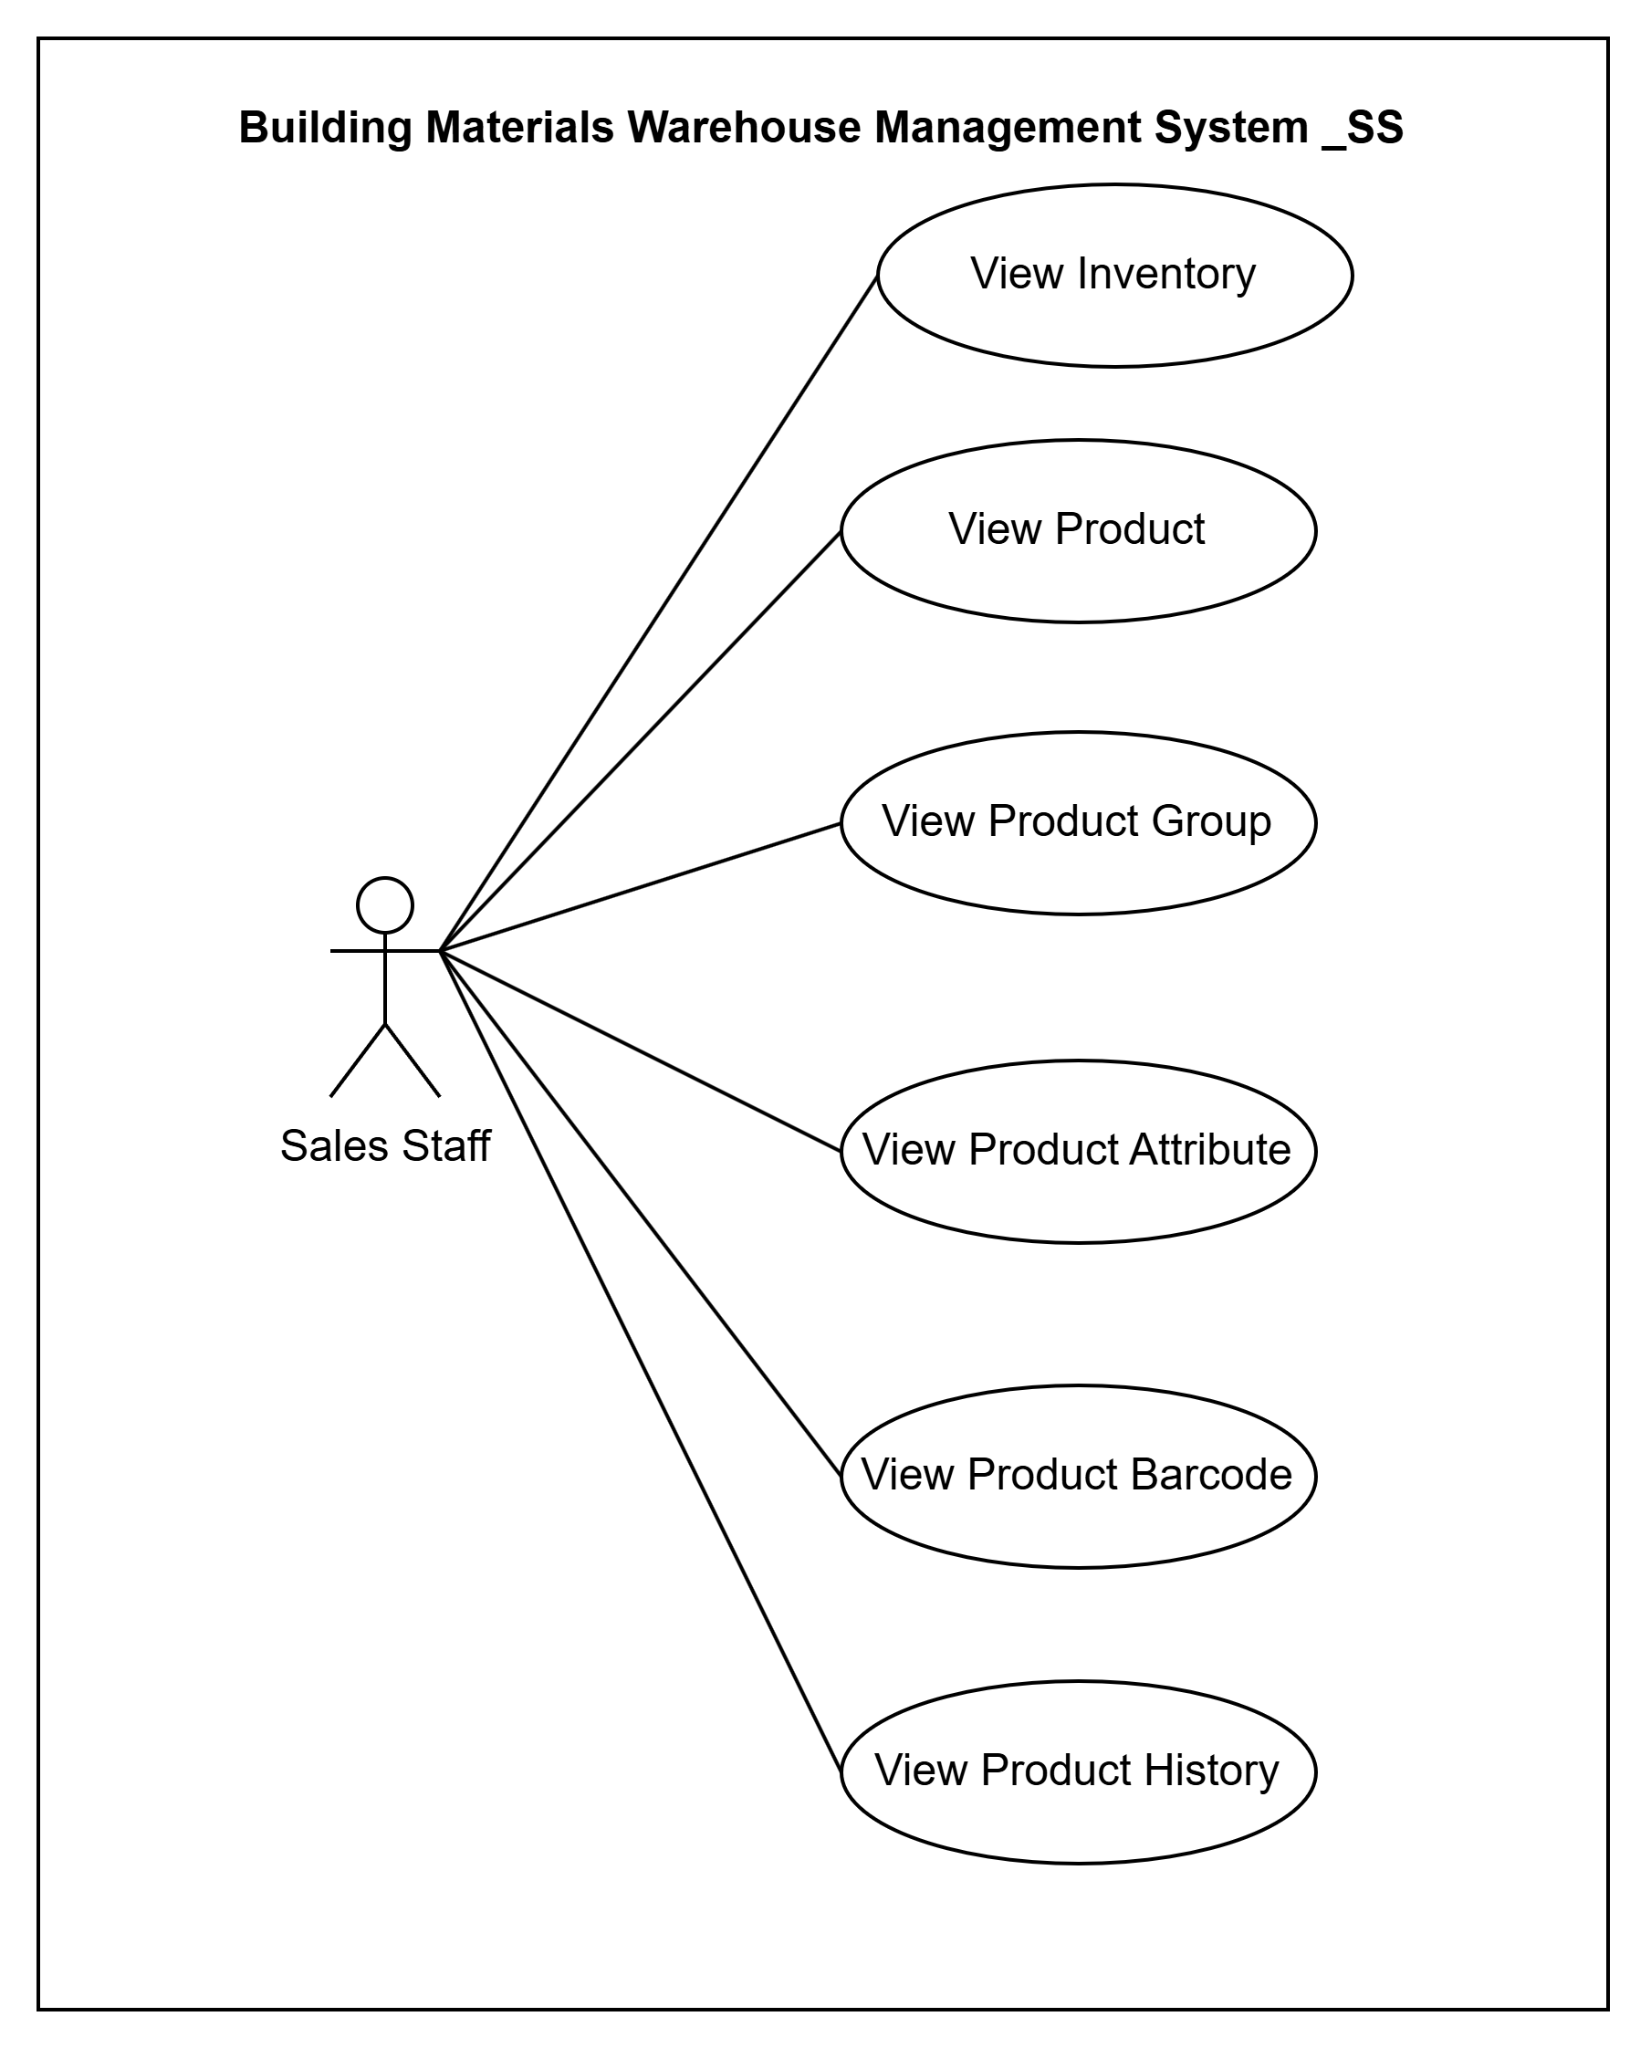 Building Materials Warehouse Management System _SS
View Inventory
View Product
View Product Group
Sales Staff
View Product Attribute
View Product Barcode
View Product History